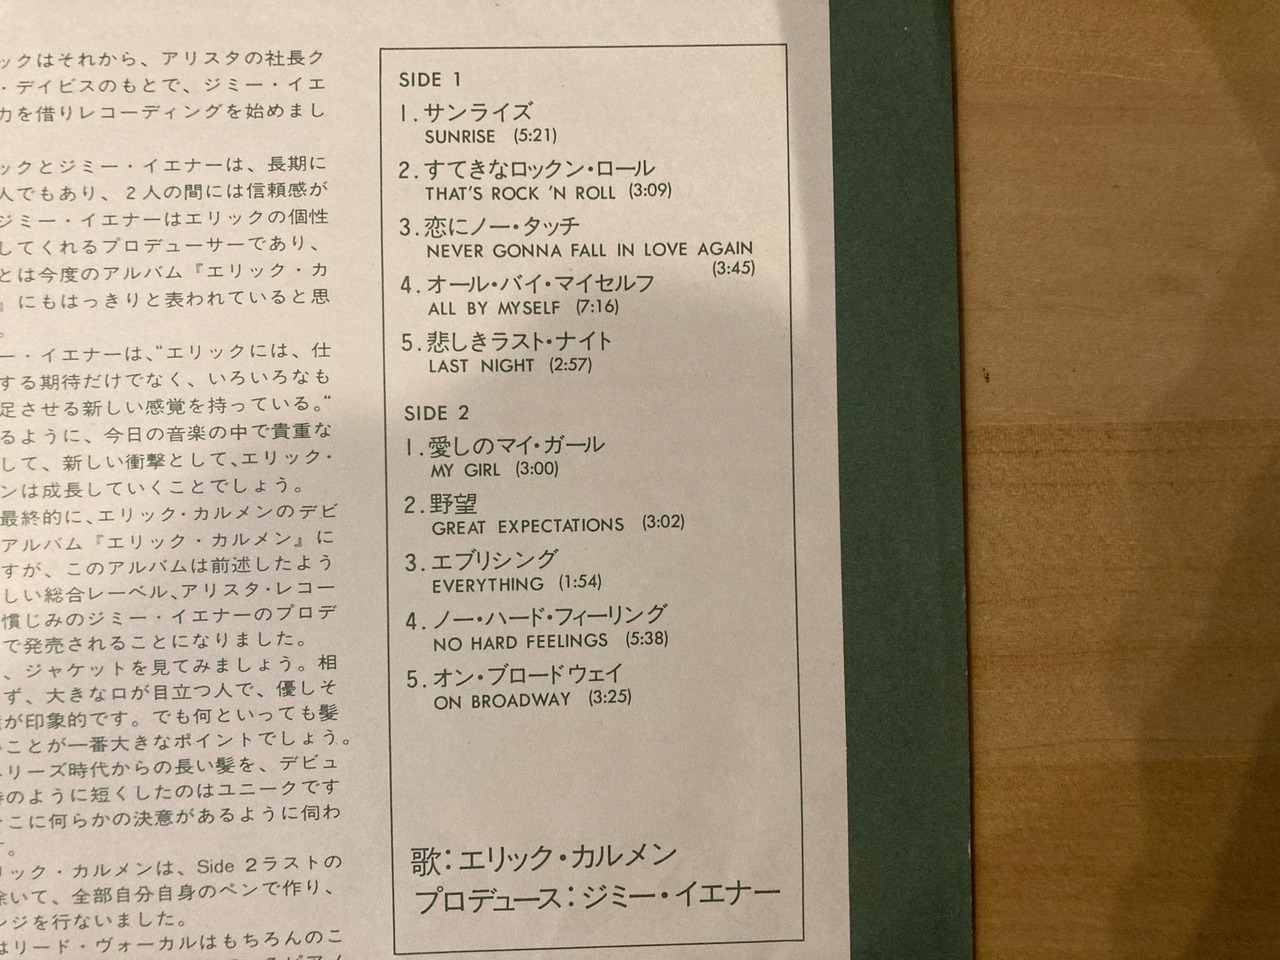 ックはそれから、アリスタの社長ク
・デイビスのもとで、ジミー・イエ
力を借りレコーディングを始めまし
ックとジミー・イエナーは、長期に
人でもあり、2人の間には信頼感が
ジミー・イエナーはエリックの個性
してくれるプロデューサーであり、
とは今度のアルバム『エリック・カ
』にもはっきりと表われていると思
。
ー・イエナーは、“エリックには、仕
する期待だけでなく、いろいろなも
足させる新しい感覚を持っている。“
るように、今日の音楽の中で貴重な
して、新しい衝撃として、エリック・
ンは成長していくことでしょう。
最終的に、エリック・カルメンのデビ
アルバム『エリック・カルメン』に
すが、このアルバムは前述したよう
しい総合レーベル、アリスタ・レコー
慣じみのジミー・イエナーのプロデ
で発売されることになりました。
、ジャケットを見てみましょう。相
ず、大きな口が目立つ人で、優しそ
が印象的です。でも何といっても髪
ことが一番大きなポイントでしょう。
リーズ時代からの長い髪を、デビュ
のように短くしたのはユニークです
こに何らかの決意があるように伺わ
。
リック・カルメンは、Side 2ラストの
除いて、全部自分自身のペンで作り、
ンジを行ないました。
はリード・ヴォーカルはもちろんのこ
SIDE 1
1. サンライズ
SUNRISE (5:21)
2. すてきなロックン・ロール
THAT'S ROCK 'N ROLL (3:09)
3. 恋にノー・タッチ
NEVER GONNA FALL IN LOVE AGAIN
(3:45)
4. オール・バイ・マイセルフ
ALL BY MYSELF (7:16)
5. 悲しきラスト・ナイト
LAST NIGHT (2:57)
SIDE 2
1. 愛しのマイ・ガール
MY GIRL (3:00)
2. 野望
GREAT EXPECTATIONS (3:02)
3. エブリシング
EVERYTHING (1:54)
4. ノー・ハード・フィーリング
NO HARD FEELINGS (5:38)
5. オン・ブロードウェイ
ON BROADWAY (3:25)
歌：エリック・カルメン
プロデュース：ジミー・イエナー